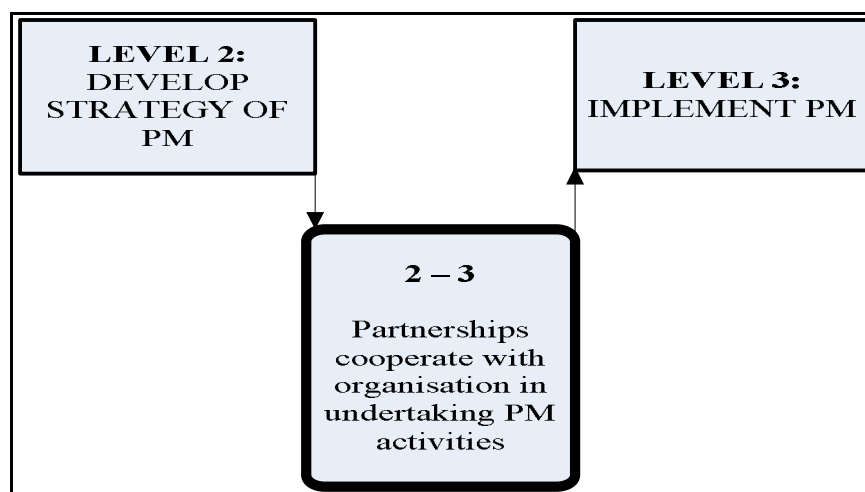 LEVEL 2:
DEVELOP
STRATEGY OF
PM
LEVEL 3:
IMPLEMENT PM
2 – 3
Partnerships
cooperate with
organisation in
undertaking PM
activities